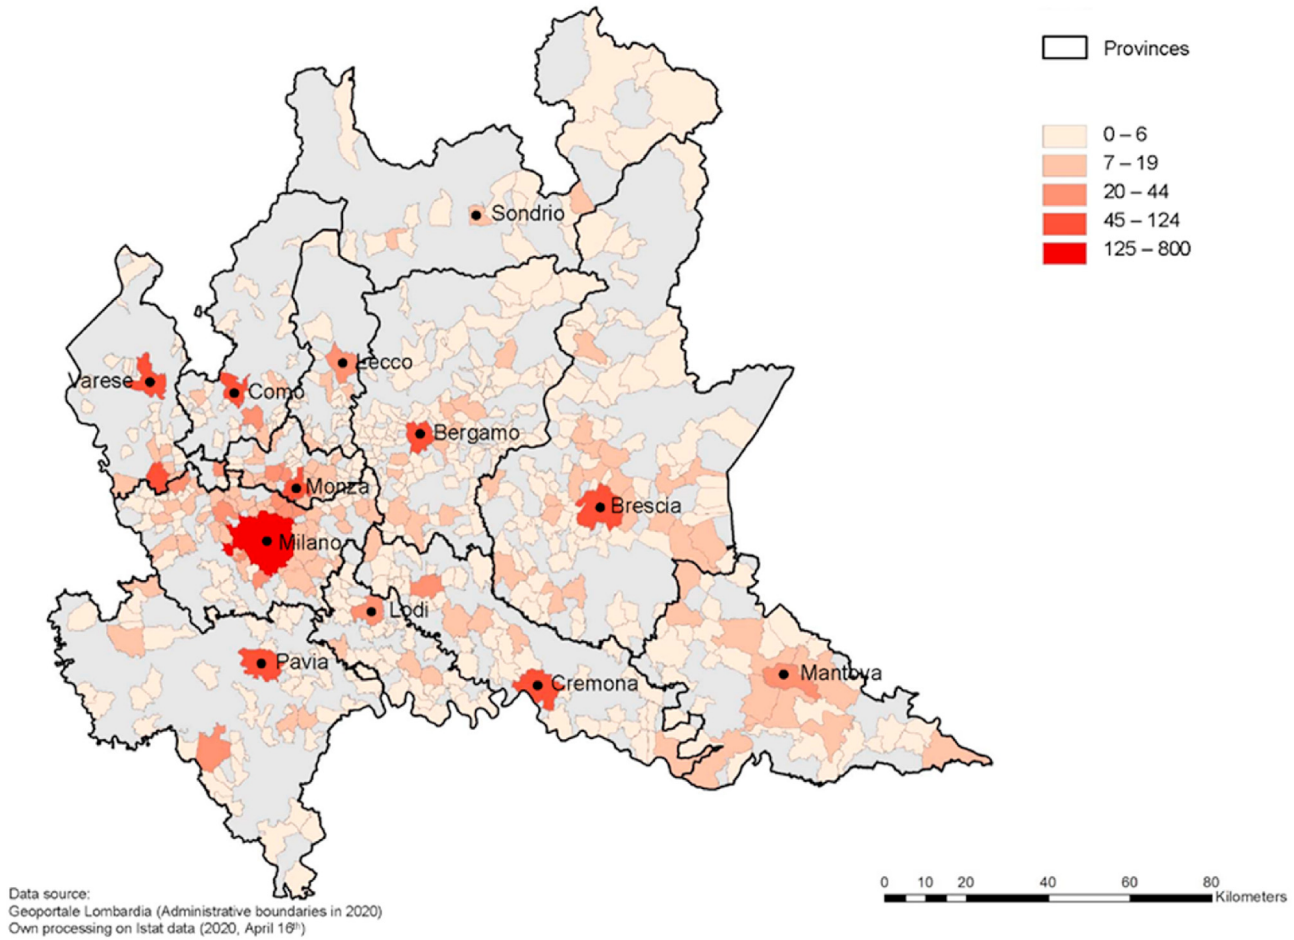 Provinces
0 – 6
7 – 19
20 – 44
45 – 124
125 – 800
Sondrio
Lecco
Varese
Como
Bergamo
Monza
Brescia
Milano
Lodi
Pavia
Mantova
Cremona
0 10 20 40 60 80
Kilometers
Data source:
Geoportale Lombardia (Administrative boundaries in 2020)
Own processing on Istat data (2020, April 16th)